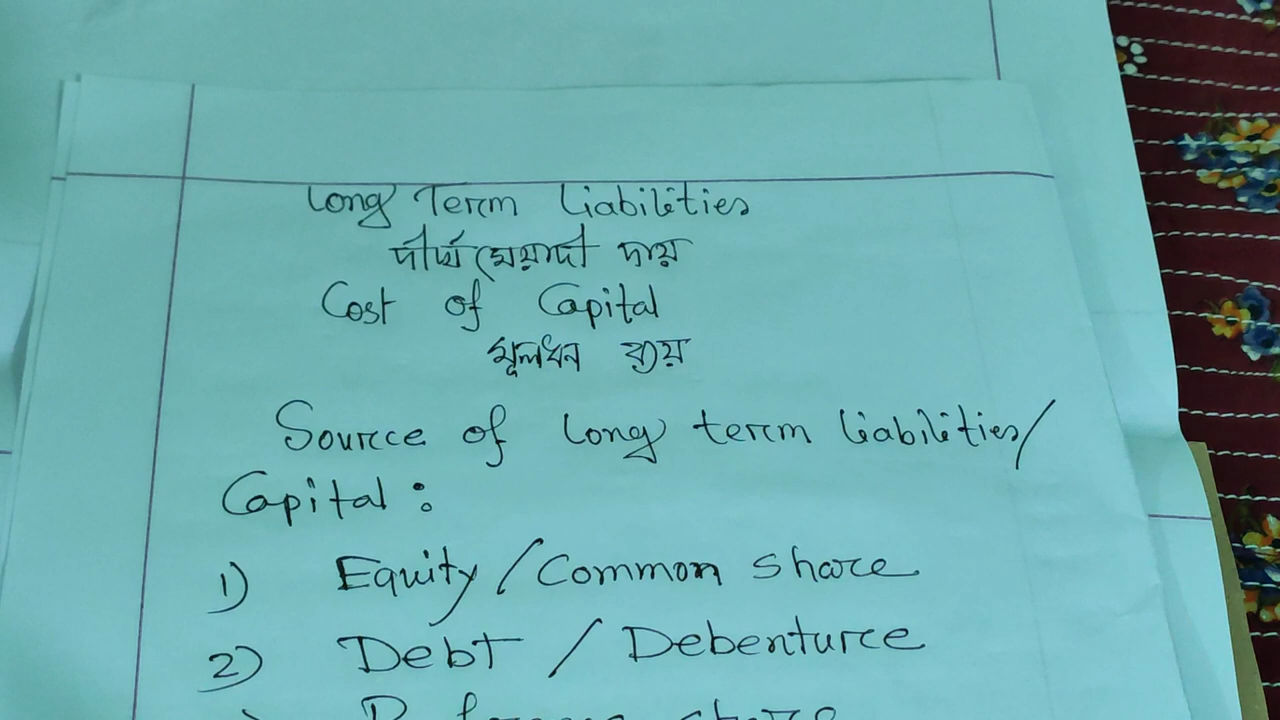 Long Term Liabilities
দীর্ঘ মেয়াদী দায়
Cost of Capital
মূলধন ব্যয়
Source of Long term liabilities/
Capital :
1) Equity / Common share
2) Debt / Debenture
share